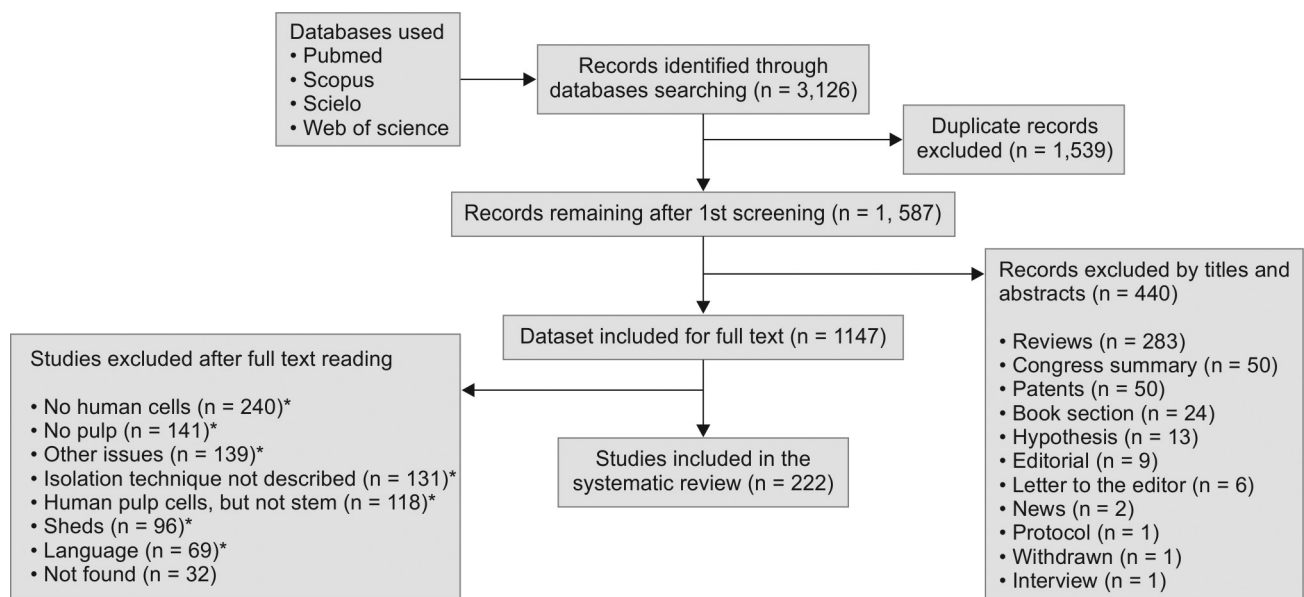 Databases used
• Pubmed
• Scopus
• Scielo
• Web of science
Records identified through
databases searching (n = 3,126)
Duplicate records
excluded (n = 1,539)
Records remaining after 1st screening (n = 1, 587)
Records excluded by titles and
abstracts (n = 440)
• Reviews (n = 283)
• Congress summary (n = 50)
• Patents (n = 50)
• Book section (n = 24)
• Hypothesis (n = 13)
• Editorial (n = 9)
• Letter to the editor (n = 6)
• News (n = 2)
• Protocol (n = 1)
• Withdrawn (n = 1)
• Interview (n = 1)
Dataset included for full text (n = 1147)
Studies excluded after full text reading
• No human cells (n = 240)*
• No pulp (n = 141)*
• Other issues (n = 139)*
• Isolation technique not described (n = 131)*
• Human pulp cells, but not stem (n = 118)*
• Sheds (n = 96)*
• Language (n = 69)*
• Not found (n = 32)
Studies included in the
systematic review (n = 222)